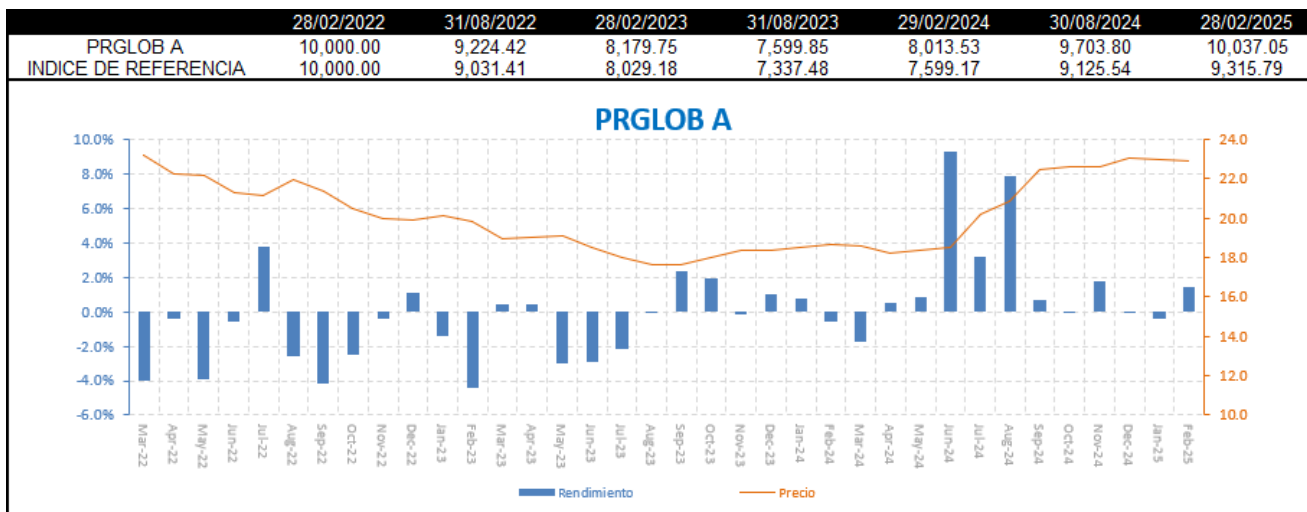 28/02/2022 31/08/2022 28/02/2023 31/08/2023 29/02/2024 30/08/2024 28/02/2025
PRGLOB A 10,000.00 9,224.42 8,179.75 7,599.85 8,013.53 9,703.80 10,037.05
INDICE DE REFERENCIA 10,000.00 9,031.41 8,029.18 7,337.48 7,599.17 9,125.54 9,315.79
PRGLOB A
10.0% 24.0
8.0% 22.0
6.0% 20.0
4.0% 18.0
2.0% 16.0
0.0% 14.0
-2.0% 12.0
-4.0% 10.0
-6.0%
Mar-22 Apr-22 May-22 Jun-22 Jul-22 Aug-22 Sep-22 Oct-22 Nov-22 Dec-22 Jan-23 Feb-23 Mar-23 Apr-23 May-23 Jun-23 Jul-23 Aug-23 Sep-23 Oct-23 Nov-23 Dec-23 Jan-24 Feb-24 Mar-24 Apr-24 May-24 Jun-24 Jul-24 Aug-24 Sep-24 Oct-24 Nov-24 Dec-24 Jan-25 Feb-25
Rendimiento Precio